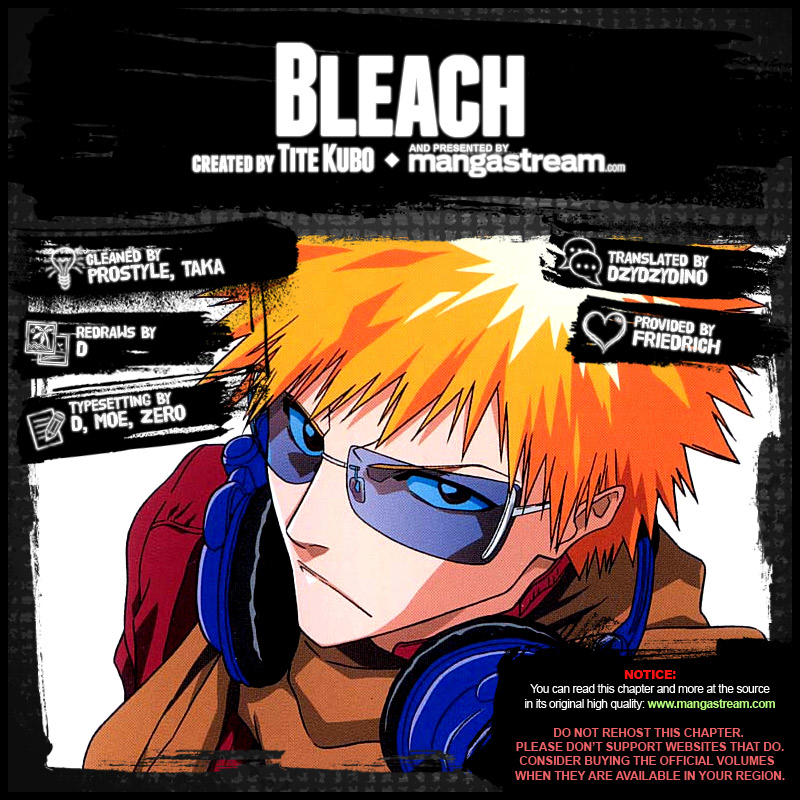 BLEACH
CREATED BY TITE KUBO ◆ AND PRESENTED BY mangastream.com
CLEANED BY
PROSTYLE, TAKA
TRANSLATED BY
DZYDZYDINO
REDRAWS BY
D
PROVIDED BY
FRIEDRICH
TYPESETTING BY
D, MOE, ZERO
NOTICE:
You can read this chapter and more at the source
in its original high quality: www.mangastream.com
DO NOT REHOST THIS CHAPTER.
PLEASE DON'T SUPPORT WEBSITES THAT DO.
CONSIDER BUYING THE OFFICIAL VOLUMES
WHEN THEY ARE AVAILABLE IN YOUR REGION.